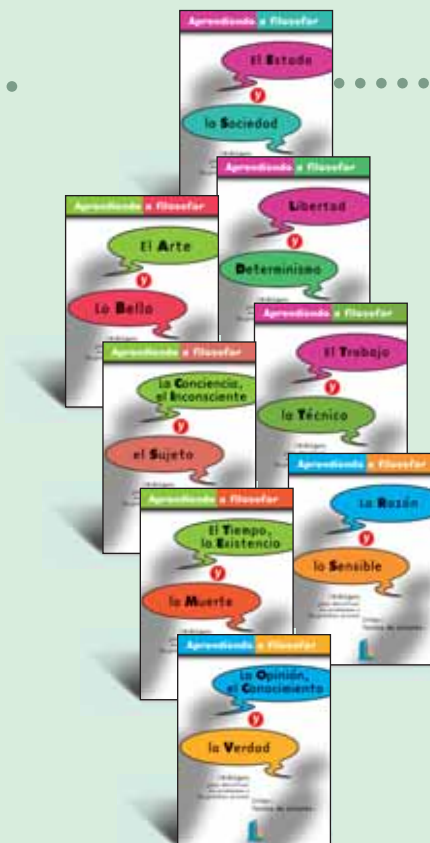 Aprendiendo a filosofar
El Estado
y
la Sociedad
Aprendiendo a filosofar
Libertad
y
Determinismo
Aprendiendo a filosofar
El Arte
y
Lo Bello
Aprendiendo a filosofar
El Trabajo
y
la Técnica
Aprendiendo a filosofar
La Conciencia,
el Inconsciente
y
el Sujeto
Aprendiendo a filosofar
La Razón
y
lo Sensible
Aprendiendo a filosofar
El Tiempo,
la Existencia
y
la Muerte
Aprendiendo a filosofar
La Opinión,
el Conocimiento
y
la Verdad